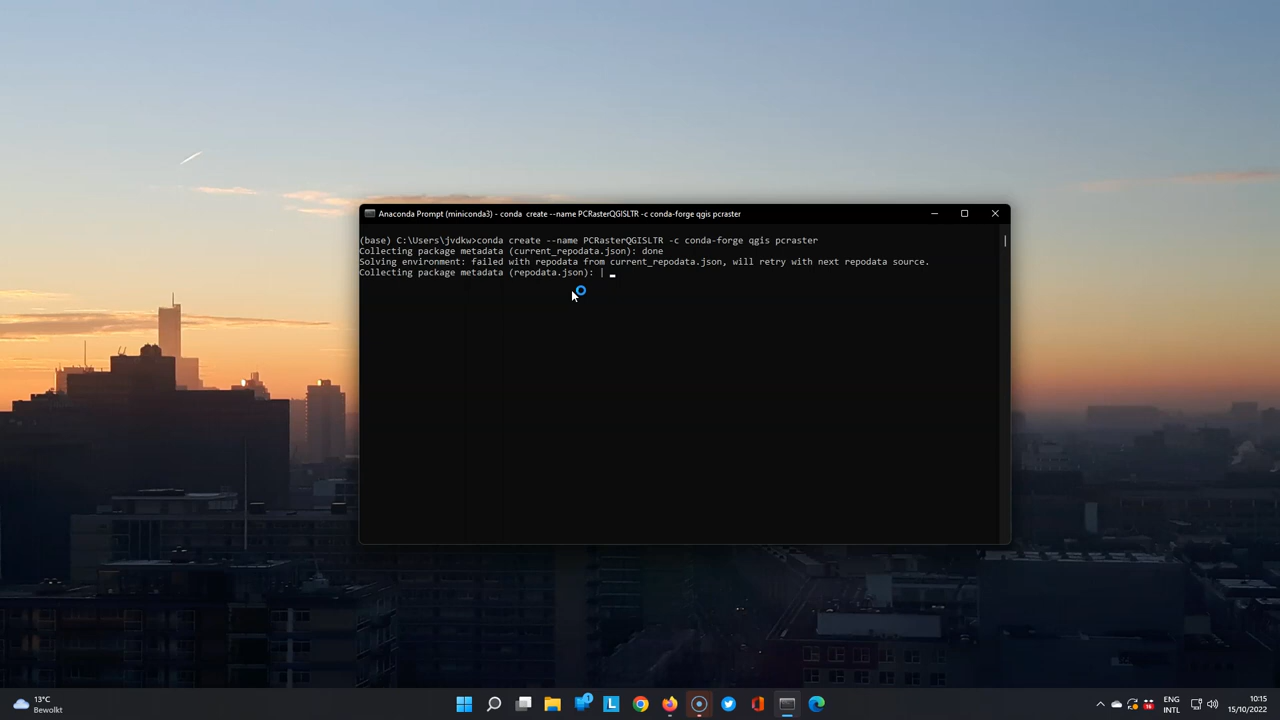 Anaconda Prompt (miniconda3) - conda  create --name PCRasterQGISLTR -c conda-forge qgis pcraster
(base) C:\Users\jvdkw>conda create --name PCRasterQGISLTR -c conda-forge qgis pcraster
Collecting package metadata (current_repodata.json): done
Solving environment: failed with repodata from current_repodata.json, will retry with next repodata source.
Collecting package metadata (repodata.json): |
13°C
Bewolkt
1
L
ENG
INTL
10:15
15/10/2022